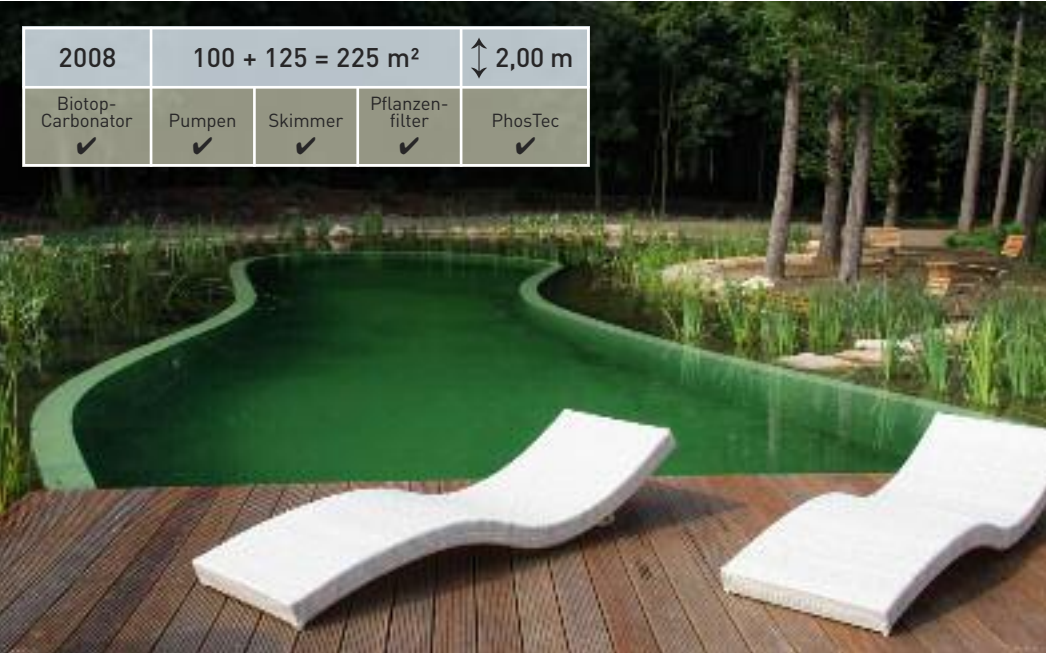 2008
100 + 125 = 225 m²
2,00 m
Biotop-
Carbonator
Pumpen
Skimmer
Pflanzen-
filter
PhosTec
✔ ✔ ✔ ✔ ✔